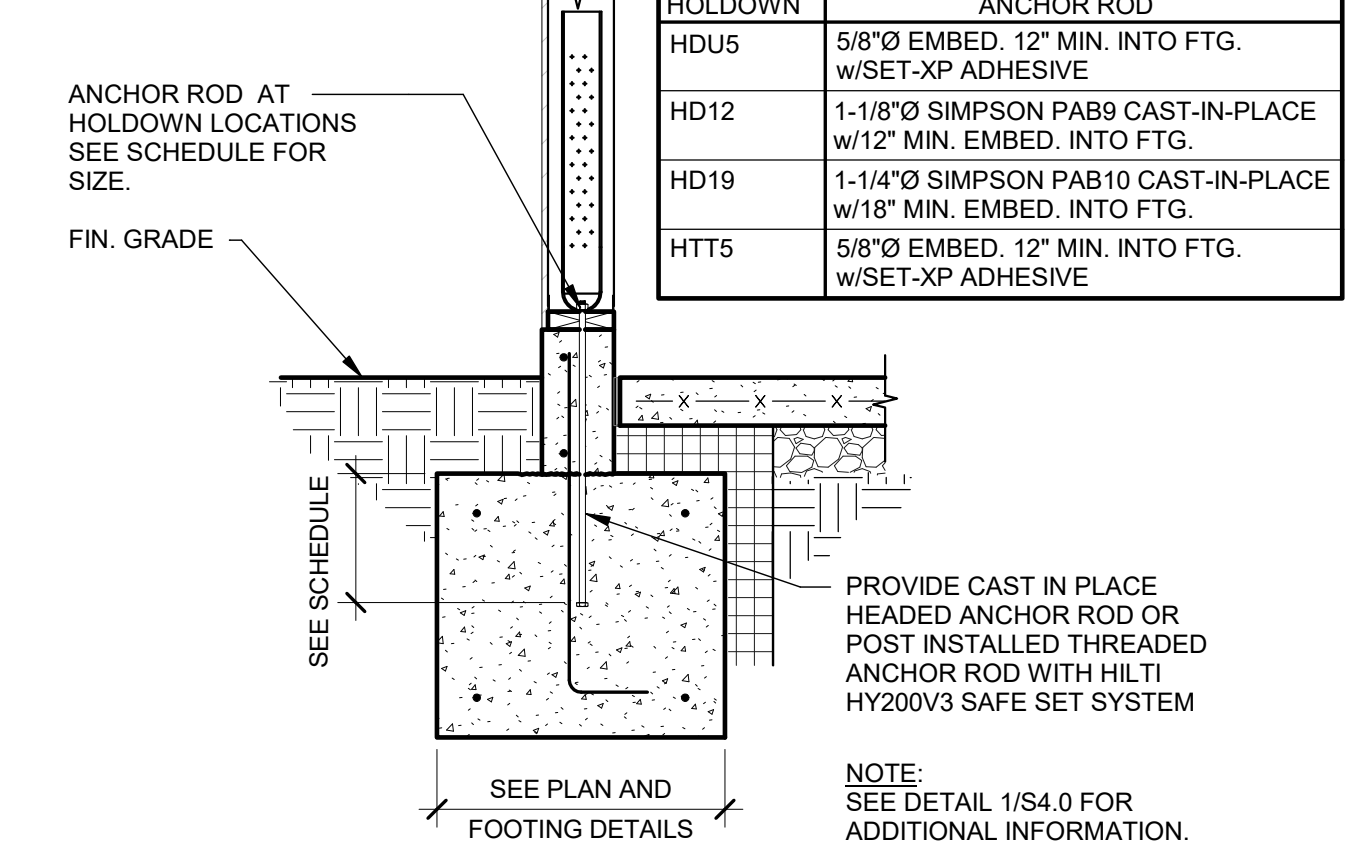 HOLDOWN ANCHOR ROD
HDU5 5/8"Ø EMBED. 12" MIN. INTO FTG.
w/SET-XP ADHESIVE
HD12 1-1/8"Ø SIMPSON PAB9 CAST-IN-PLACE
w/12" MIN. EMBED. INTO FTG.
HD19 1-1/4"Ø SIMPSON PAB10 CAST-IN-PLACE
w/18" MIN. EMBED. INTO FTG.
HTT5 5/8"Ø EMBED. 12" MIN. INTO FTG.
w/SET-XP ADHESIVE
ANCHOR ROD AT
HOLDOWN LOCATIONS
SEE SCHEDULE FOR
SIZE.
FIN. GRADE
X X X
SEE SCHEDULE
PROVIDE CAST IN PLACE
HEADED ANCHOR ROD OR
POST INSTALLED THREADED
ANCHOR ROD WITH HILTI
HY200V3 SAFE SET SYSTEM
SEE PLAN AND
FOOTING DETAILS
NOTE:
SEE DETAIL 1/S4.0 FOR
ADDITIONAL INFORMATION.